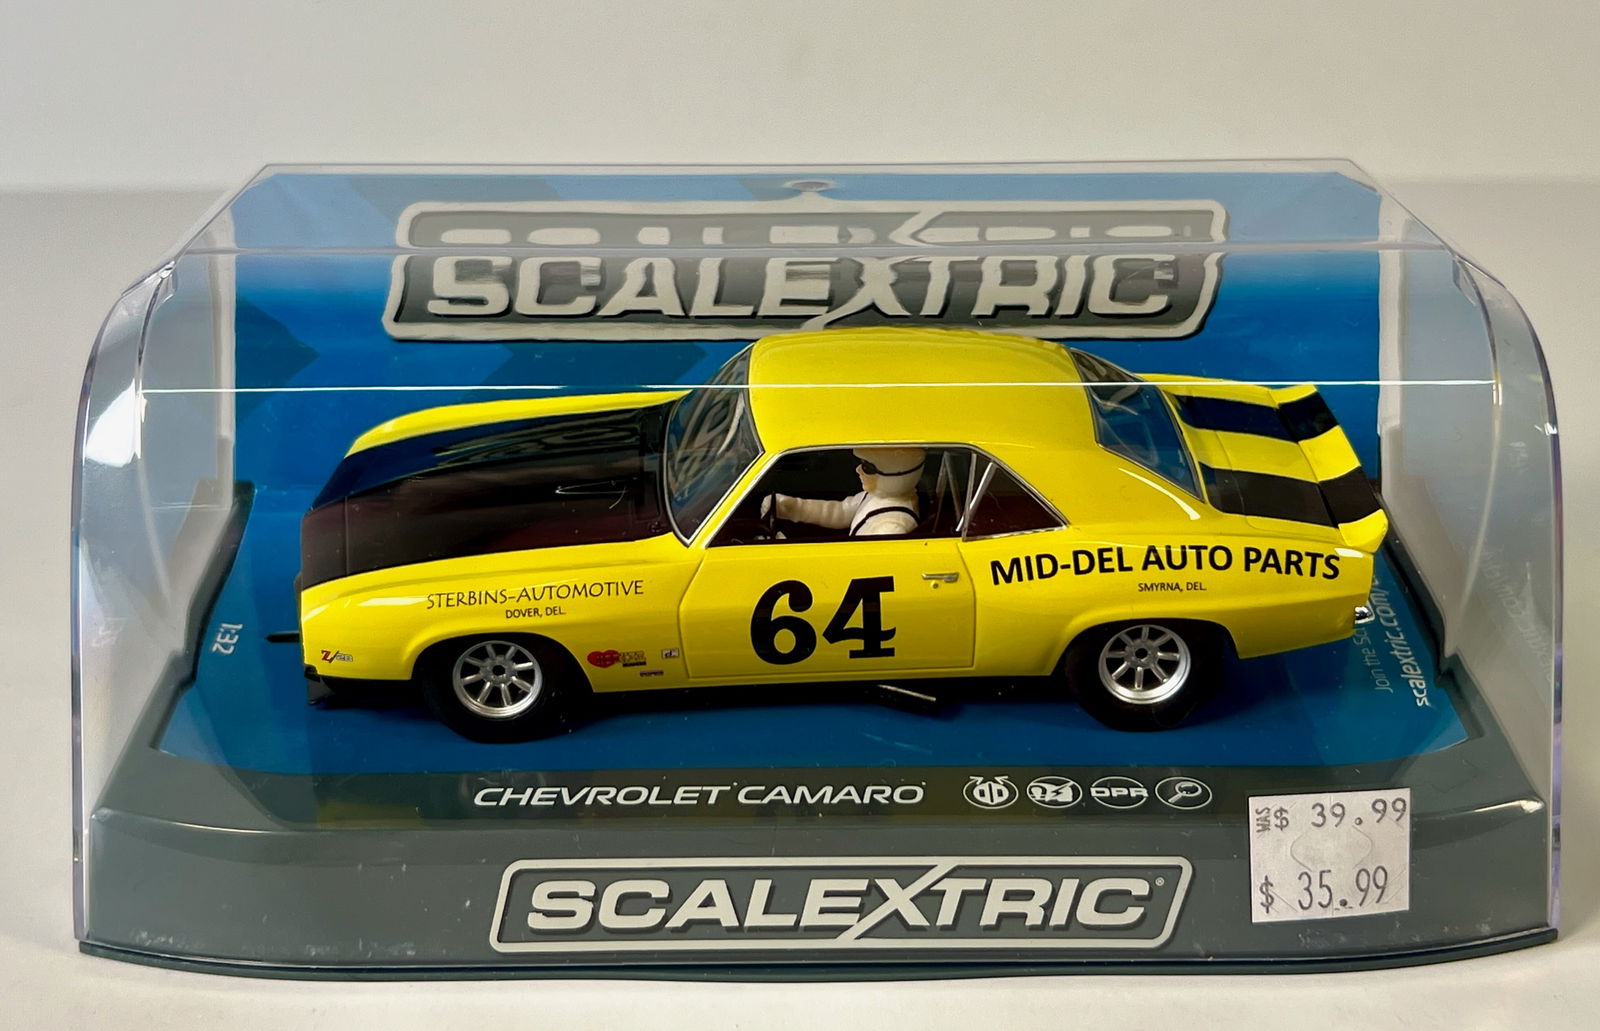 SCALEXTRIC
STERBINS-AUTOMOTIVE
DOVER, DEL.
64
MID-DEL AUTO PARTS
SMYRNA, DEL.
Z/28
1:32
scalextric.com/
CHEVROLET CAMARO
DPR
SCALEXTRIC
WAS $ 39.99
$ 35.99